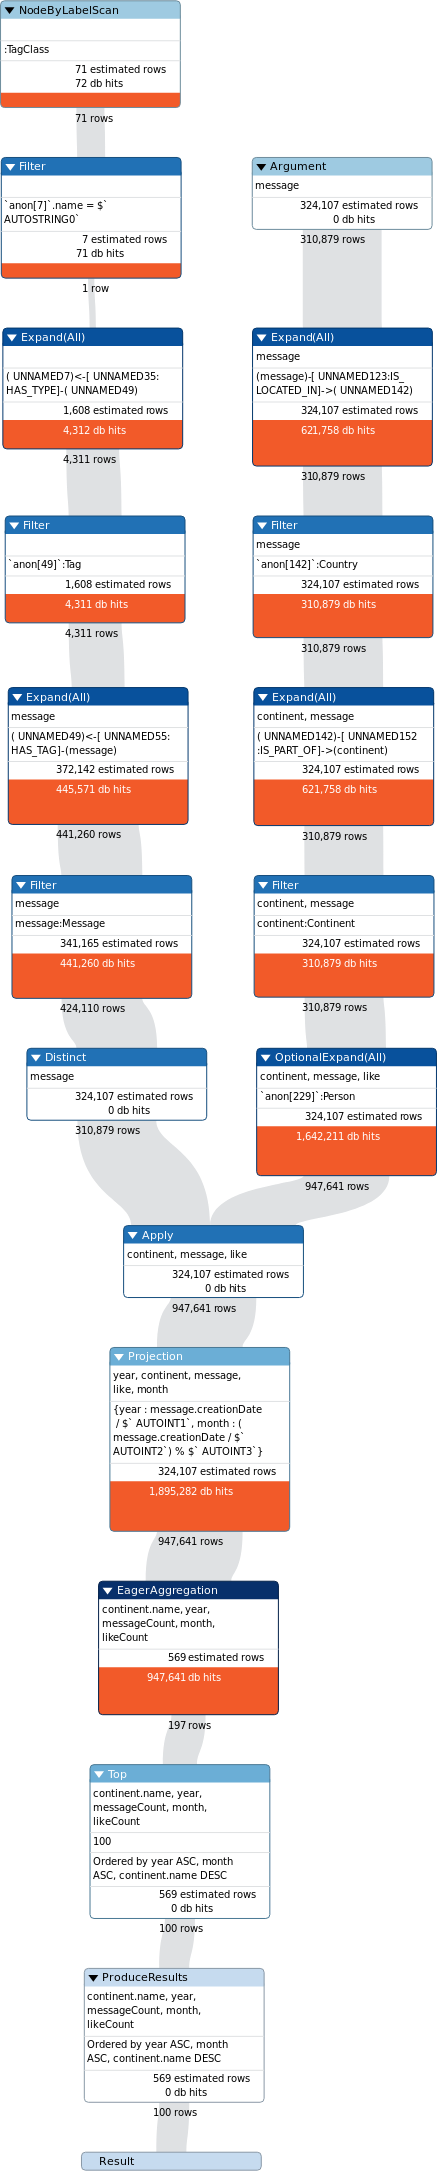 NodeByLabelScan
:TagClass
71 estimated rows
72 db hits
71 rows
Filter
`anon[7]`.name = $`
AUTOSTRING0`
7 estimated rows
71 db hits
1 row
Expand(All)
( UNNAMED7)<-[ UNNAMED35:
HAS_TYPE]-( UNNAMED49)
1,608 estimated rows
4,312 db hits
4,311 rows
Filter
`anon[49]`:Tag
1,608 estimated rows
4,311 db hits
4,311 rows
Expand(All)
message
( UNNAMED49)<-[ UNNAMED55:
HAS_TAG]-(message)
372,142 estimated rows
445,571 db hits
441,260 rows
Filter
message
message:Message
341,165 estimated rows
441,260 db hits
424,110 rows
Distinct
message
324,107 estimated rows
0 db hits
310,879 rows
Argument
message
324,107 estimated rows
0 db hits
310,879 rows
Expand(All)
message
(message)-[ UNNAMED123:IS_
LOCATED_IN]->( UNNAMED142)
324,107 estimated rows
621,758 db hits
310,879 rows
Filter
message
`anon[142]`:Country
324,107 estimated rows
310,879 db hits
310,879 rows
Expand(All)
continent, message
( UNNAMED142)-[ UNNAMED152
:IS_PART_OF]->(continent)
324,107 estimated rows
621,758 db hits
310,879 rows
Filter
continent, message
continent:Continent
324,107 estimated rows
310,879 db hits
310,879 rows
OptionalExpand(All)
continent, message, like
`anon[229]`:Person
324,107 estimated rows
1,642,211 db hits
947,641 rows
Apply
continent, message, like
324,107 estimated rows
0 db hits
947,641 rows
Projection
year, continent, message,
like, month
{year : message.creationDate
/ $` AUTOINT1`, month : (
message.creationDate / $`
AUTOINT2`) % $` AUTOINT3`}
324,107 estimated rows
1,895,282 db hits
947,641 rows
EagerAggregation
continent.name, year,
messageCount, month,
likeCount
569 estimated rows
947,641 db hits
197 rows
Top
continent.name, year,
messageCount, month,
likeCount
100
Ordered by year ASC, month
ASC, continent.name DESC
569 estimated rows
0 db hits
100 rows
ProduceResults
continent.name, year,
messageCount, month,
likeCount
Ordered by year ASC, month
ASC, continent.name DESC
569 estimated rows
0 db hits
100 rows
Result